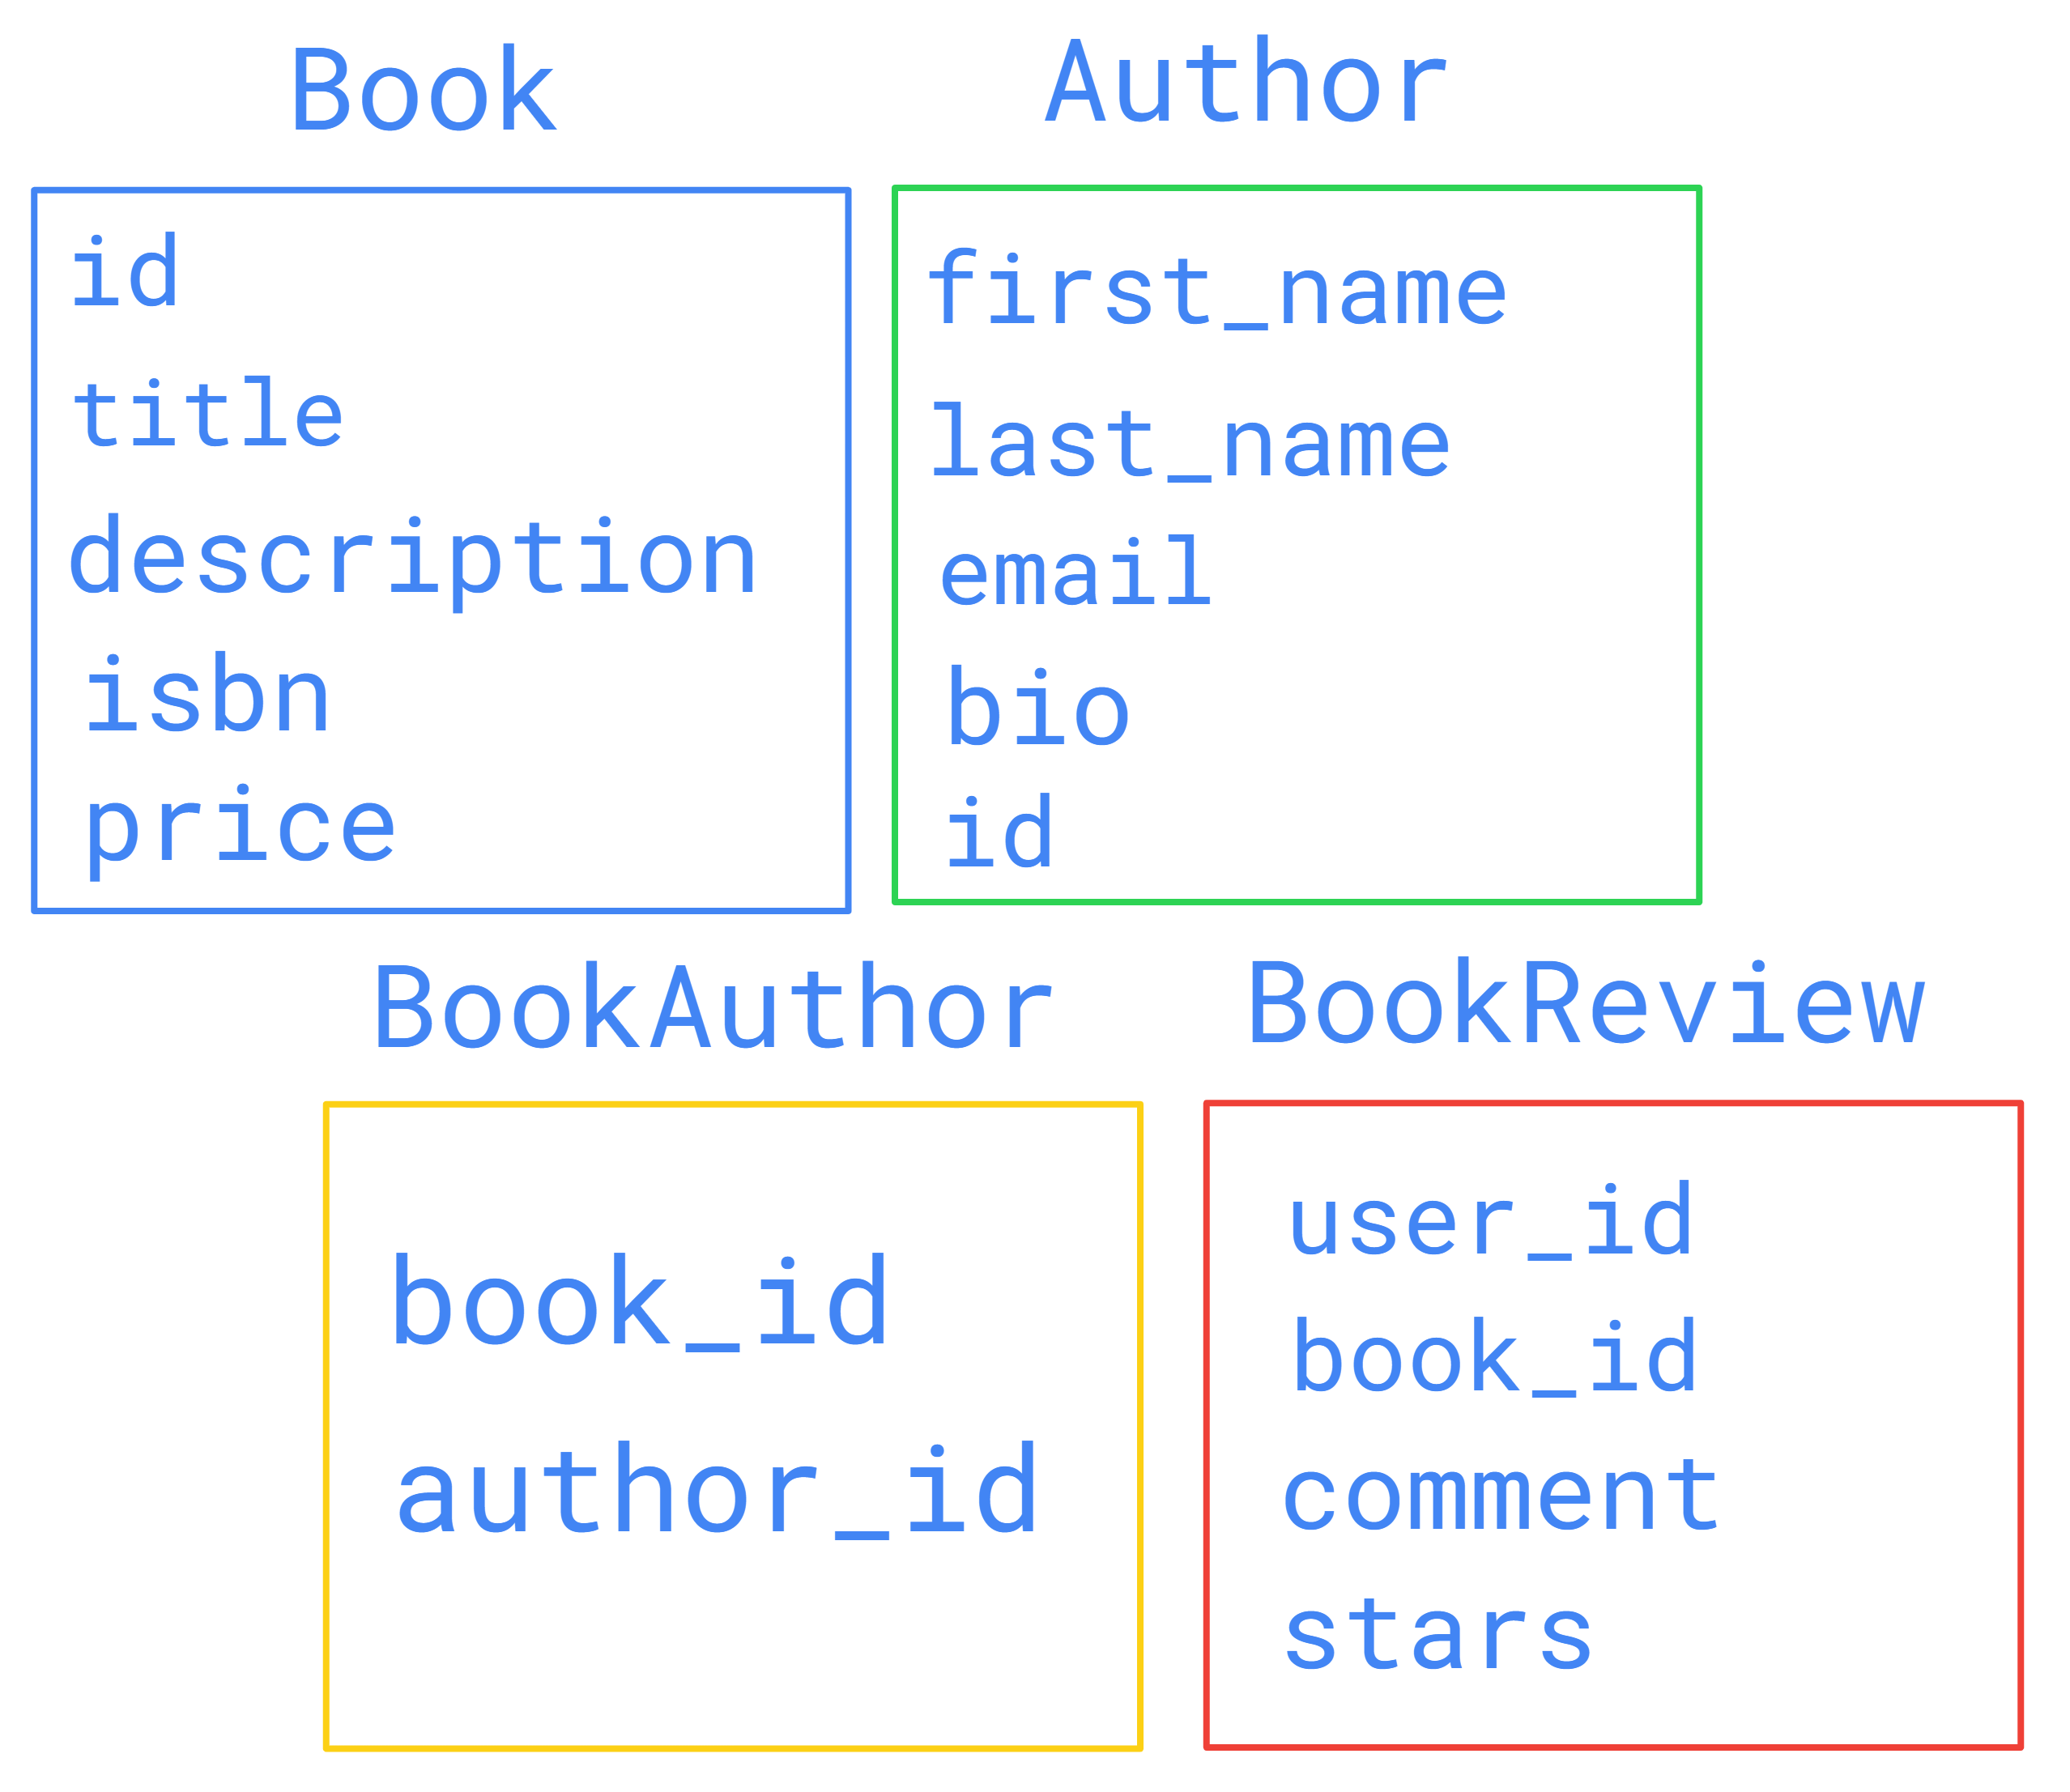 Book
id
title
description
isbn
price
Author
first_name
last_name
email
bio
id
BookAuthor
book_id
author_id
BookReview
user_id
book_id
comment
stars